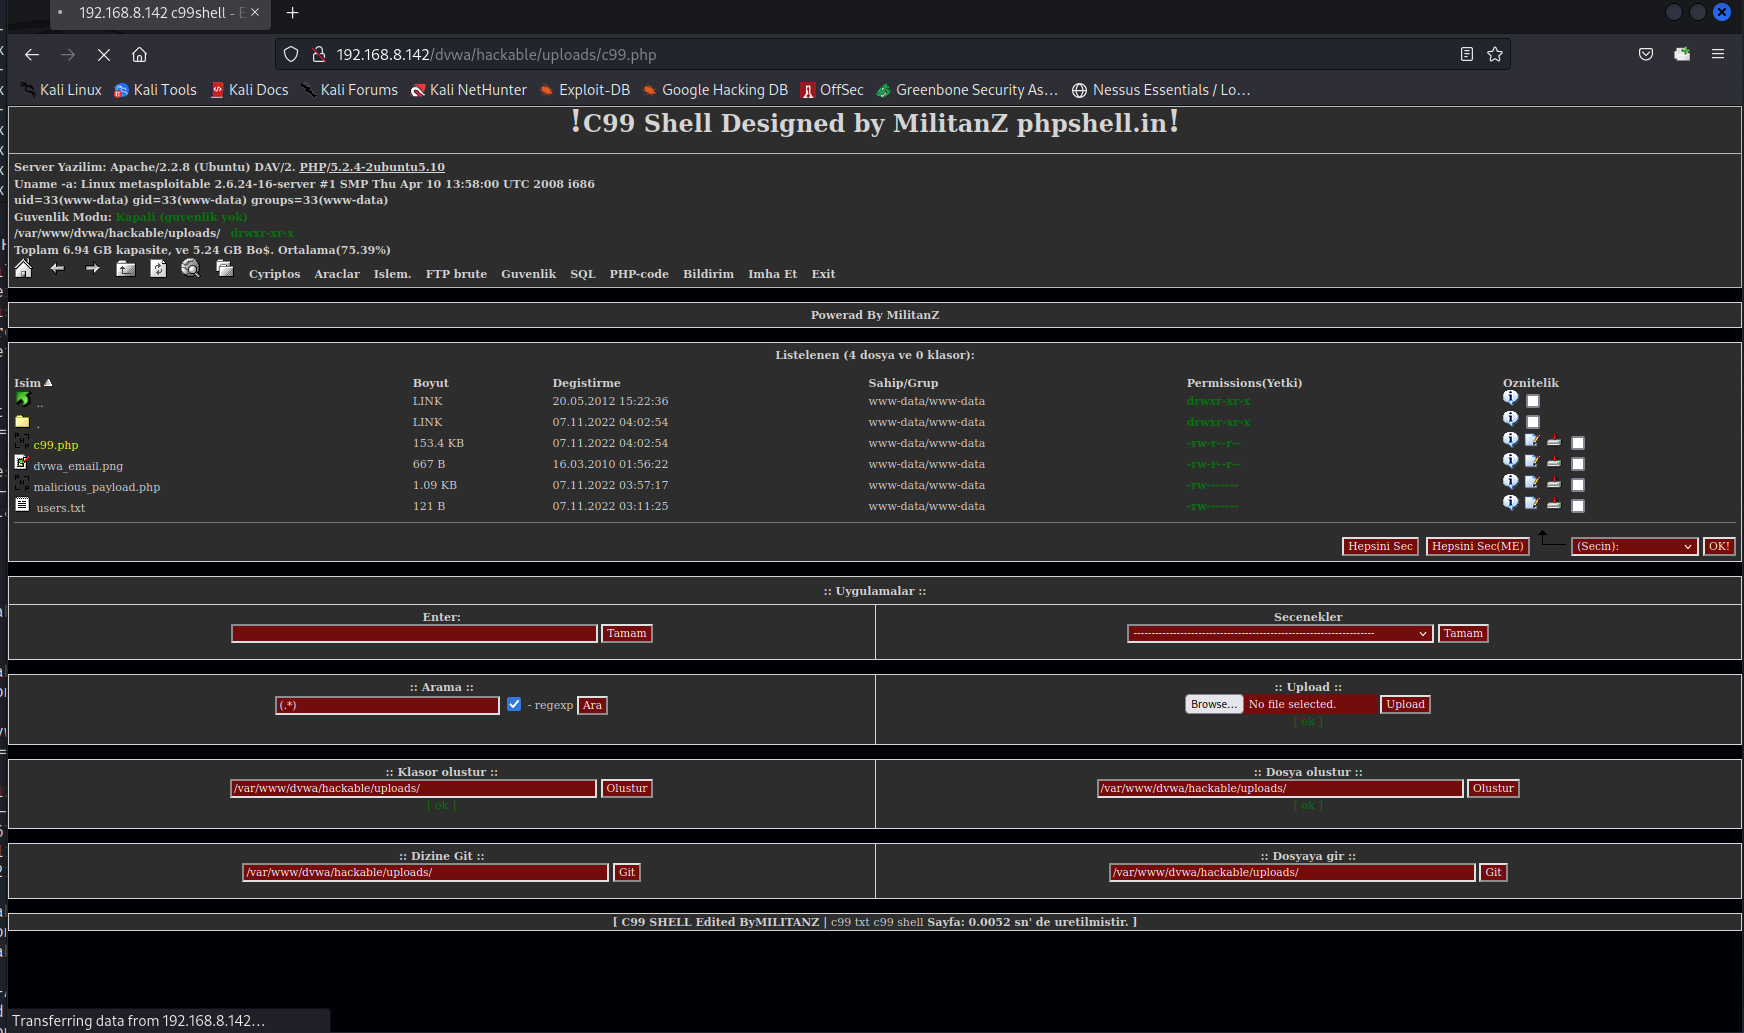 192.168.8.142 c99shell - E
192.168.8.142/dvwa/hackable/uploads/c99.php
Kali Linux Kali Tools Kali Docs Kali Forums Kali NetHunter Exploit-DB Google Hacking DB OffSec Greenbone Security As... Nessus Essentials / Lo...
!C99 Shell Designed by MilitanZ phpshell.in!
Server Yazilim: Apache/2.2.8 (Ubuntu) DAV/2. PHP/5.2.4-2ubuntu5.10
Uname -a: Linux metasploitable 2.6.24-16-server #1 SMP Thu Apr 10 13:58:00 UTC 2008 i686
uid=33(www-data) gid=33(www-data) groups=33(www-data)
Guvenlik Modu: Kapali (guvenlik yok)
/var/www/dvwa/hackable/uploads/ drwxr-xr-x
Toplam 6.94 GB kapasite, ve 5.24 GB Bo$. Ortalama(75.39%)
Cyriptos Araclar Islem. FTP brute Guvenlik SQL PHP-code Bildirim Imha Et Exit
Powerad By MilitanZ
Listelenen (4 dosya ve 0 klasor):
Isim Boyut Degistirme Sahip/Grup Permissions(Yetki) Oznitelik
.. LINK 20.05.2012 15:22:36 www-data/www-data drwxr-xr-x
. LINK 07.11.2022 04:02:54 www-data/www-data drwxr-xr-x
c99.php 153.4 KB 07.11.2022 04:02:54 www-data/www-data -rw-r--r--
dvwa_email.png 667 B 16.03.2010 01:56:22 www-data/www-data -rw-r--r--
malicious_payload.php 1.09 KB 07.11.2022 03:57:17 www-data/www-data -rw-------
users.txt 121 B 07.11.2022 03:11:25 www-data/www-data -rw-------
Hepsini Sec Hepsini Sec(ME) (Secin): OK!
:: Uygulamalar ::
Enter: Secenekler
Tamam Tamam
:: Arama :: :: Upload ::
(.*) - regexp Ara Browse... No file selected. Upload
[ ok ]
:: Klasor olustur :: :: Dosya olustur ::
/var/www/dvwa/hackable/uploads/ Olustur /var/www/dvwa/hackable/uploads/ Olustur
[ ok ] [ ok ]
:: Dizine Git :: :: Dosyaya gir ::
/var/www/dvwa/hackable/uploads/ Git /var/www/dvwa/hackable/uploads/ Git
[ C99 SHELL Edited ByMILITANZ | c99 txt c99 shell Sayfa: 0.0052 sn' de uretilmistir. ]
Transferring data from 192.168.8.142...